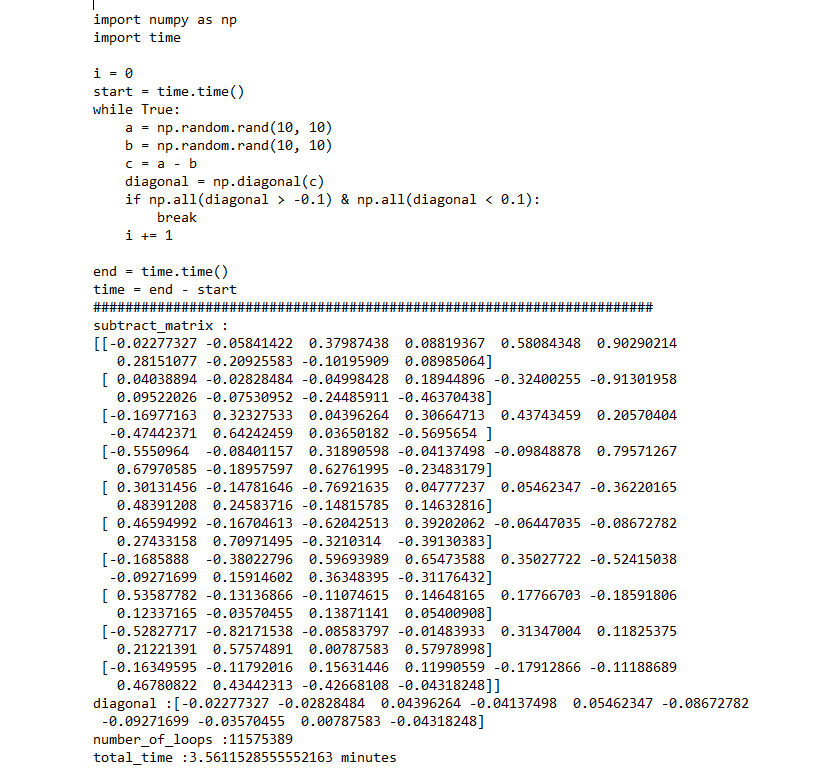 import numpy as np
import time
i = 0
start = time.time()
while True:
    a = np.random.rand(10, 10)
    b = np.random.rand(10, 10)
    c = a - b
    diagonal = np.diagonal(c)
    if np.all(diagonal > -0.1) & np.all(diagonal < 0.1):
        break
    i += 1
end = time.time()
time = end - start
######################################################################
subtract_matrix :
[[-0.02277327 -0.05841422  0.37987438  0.08819367  0.58084348  0.90290214
   0.28151077 -0.20925583 -0.10195909  0.08985064]
 [ 0.04038894 -0.02828484 -0.04998428  0.18944896 -0.32400255 -0.91301958
   0.09522026 -0.07530952 -0.24485911 -0.46370438]
 [-0.16977163  0.32327533  0.04396264  0.30664713  0.43743459  0.20570404
  -0.47442371  0.64242459  0.03650182 -0.5695654 ]
 [-0.5550964  -0.08401157  0.31890598 -0.04137498 -0.09848878  0.79571267
   0.67970585 -0.18957597  0.62761995 -0.23483179]
 [ 0.30131456 -0.14781646 -0.76921635  0.04777237  0.05462347 -0.36220165
   0.48391208  0.24583716 -0.14815785  0.14632816]
 [ 0.46594992 -0.16704613 -0.62042513  0.39202062 -0.06447035 -0.08672782
   0.27433158  0.70971495 -0.3210314  -0.39130383]
 [-0.1685888  -0.38022796  0.59693989  0.65473588  0.35027722 -0.52415038
  -0.09271699  0.15914602  0.36348395 -0.31176432]
 [ 0.53587782 -0.13136866 -0.11074615  0.14648165  0.17766703 -0.18591806
   0.12337165 -0.03570455  0.13871141  0.05400908]
 [-0.52827717 -0.82171538 -0.08583797 -0.01483933  0.31347004  0.11825375
   0.21221391  0.57574891  0.00787583  0.57978998]
 [-0.16349595 -0.11792016  0.15631446  0.11990559 -0.17912866 -0.11188689
   0.46780822  0.43442313 -0.42668108 -0.04318248]]
diagonal :[-0.02277327 -0.02828484  0.04396264 -0.04137498  0.05462347 -0.08672782
 -0.09271699 -0.03570455  0.00787583 -0.04318248]
number_of_loops :11575389
total_time :3.5611528555552163 minutes